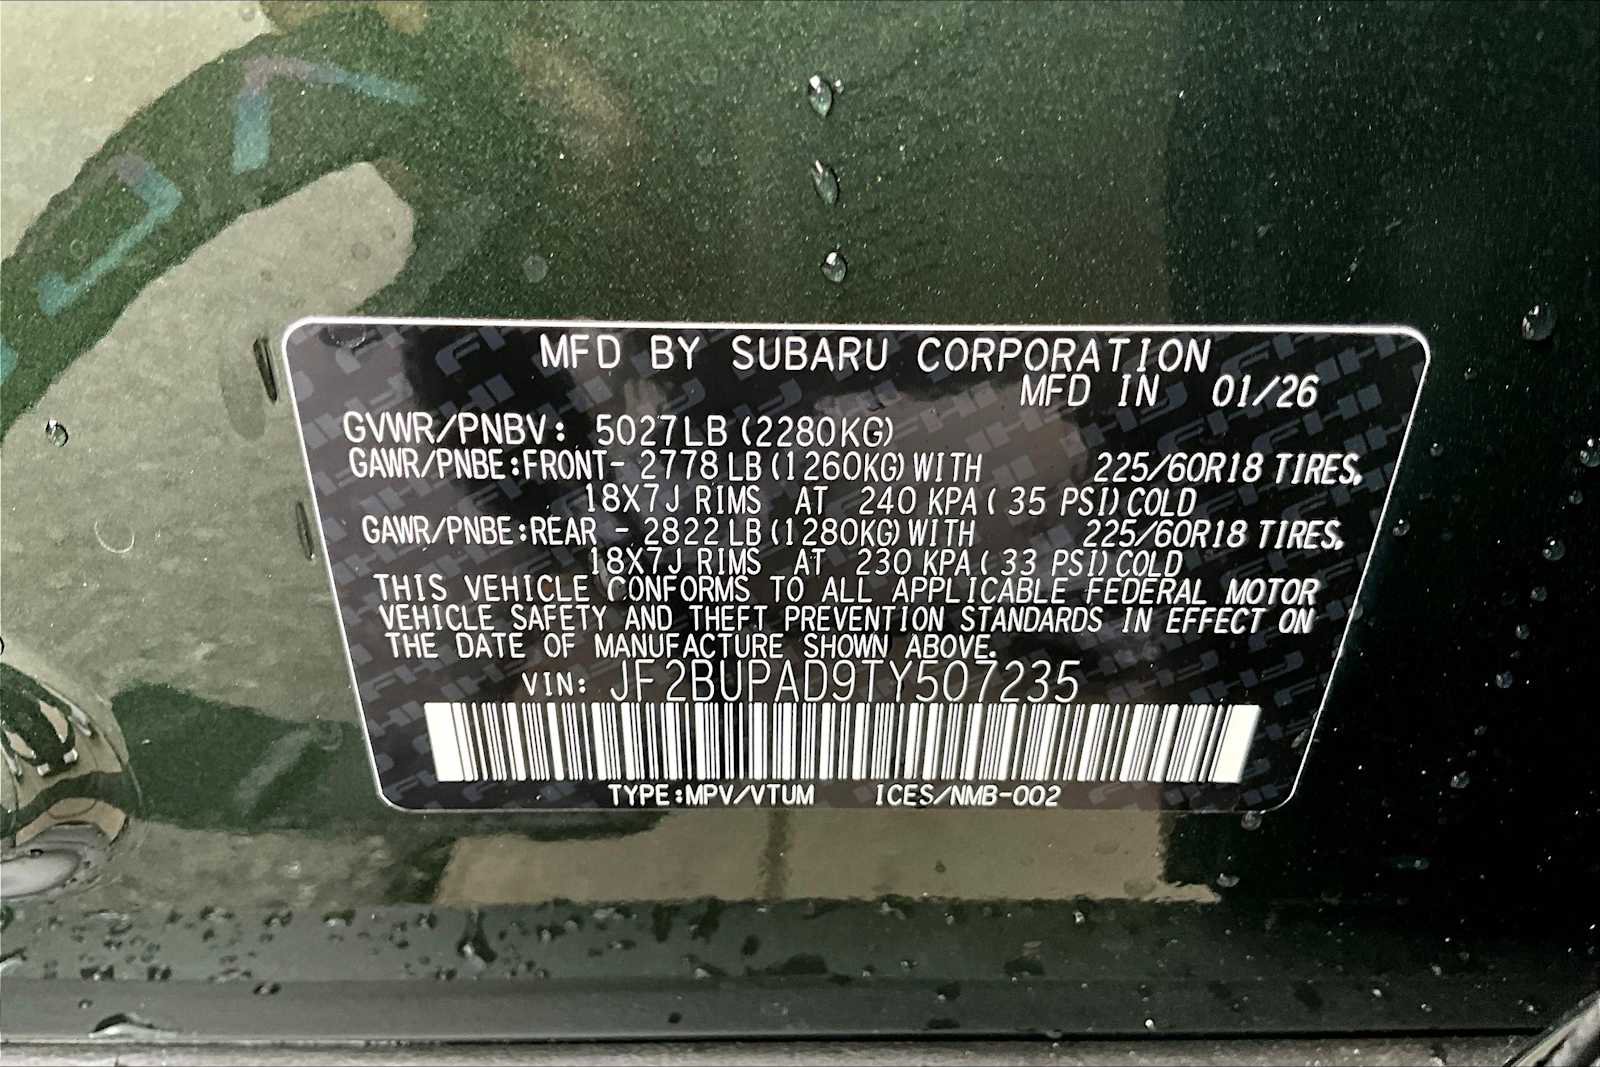 MFD BY SUBARU CORPORATION
MFD IN 01/26
GVWR/PNBV: 5027LB (2280KG)
GAWR/PNBE:FRONT- 2778 LB (1260KG) WITH 225/60R18 TIRES,
18X7J RIMS AT 240 KPA ( 35 PSI) COLD
GAWR/PNBE:REAR - 2822 LB (1280KG) WITH 225/60R18 TIRES,
18X7J RIMS AT 230 KPA ( 33 PSI) COLD
THIS VEHICLE CONFORMS TO ALL APPLICABLE FEDERAL MOTOR
VEHICLE SAFETY AND THEFT PREVENTION STANDARDS IN EFFECT ON
THE DATE OF MANUFACTURE SHOWN ABOVE.
VIN: JF2BUPAD9TY507235
TYPE:MPV/VTUM ICES/NMB-002